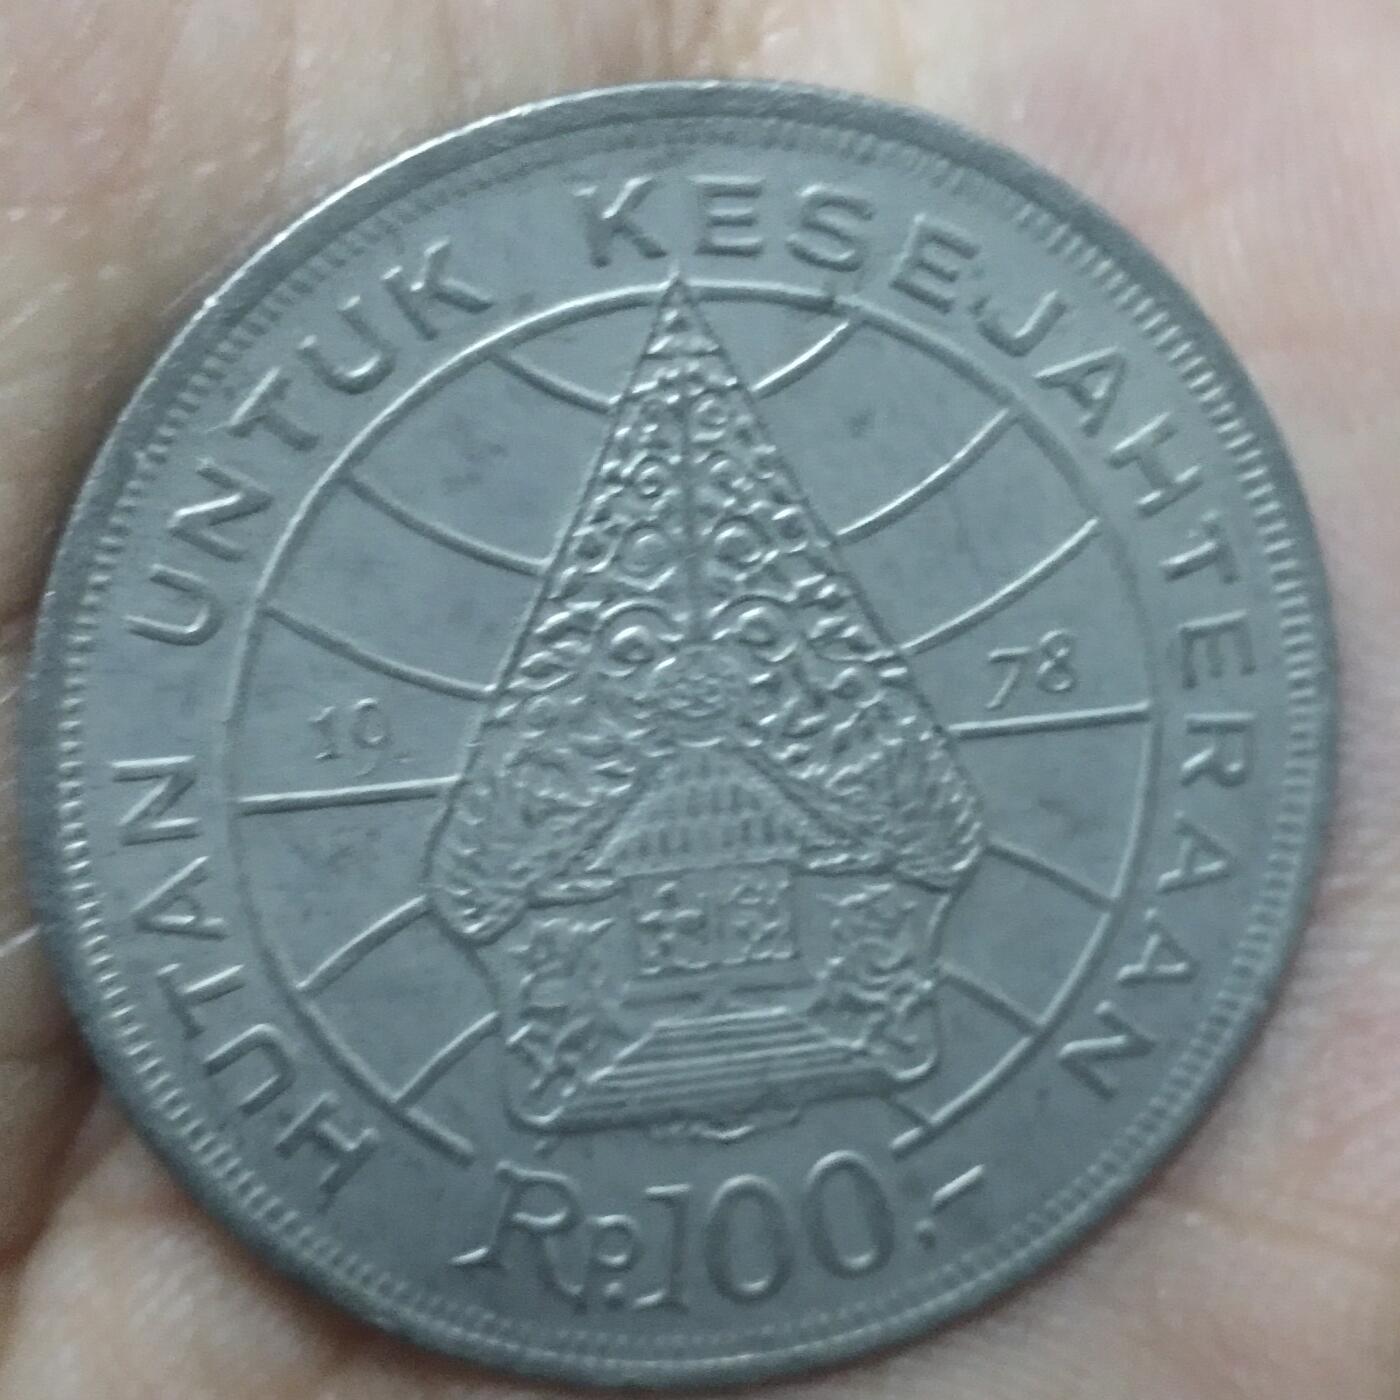 HUTAN UNTUK KESEJAHTERAAN
19 78
Rp.100,-